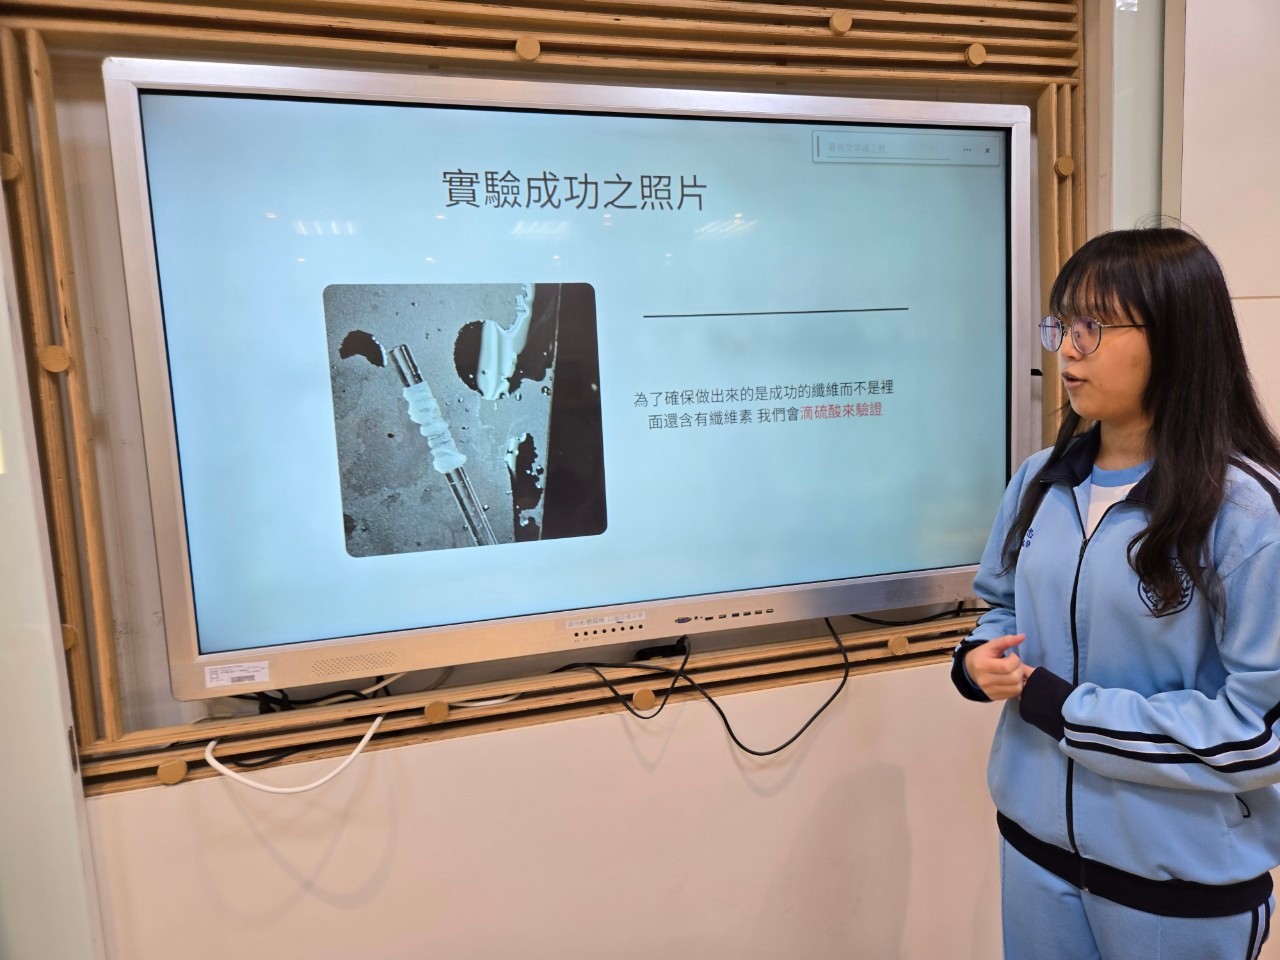 實驗成功之照片
為了確保做出來的是成功的纖維而不是裡
面還含有纖維素 我們會滴硫酸來驗證